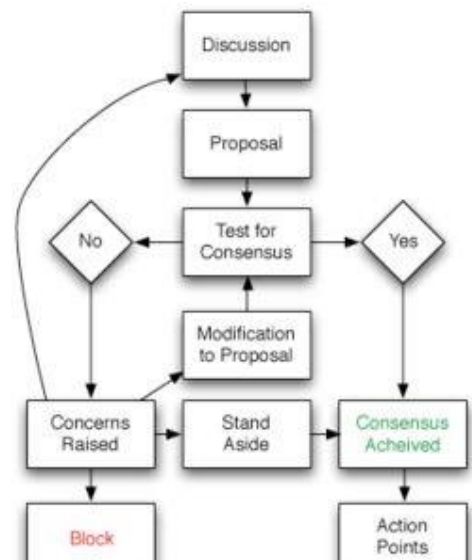 Discussion
Proposal
No
Test for
Consensus
Yes
Modification
to Proposal
Concerns
Raised
Stand
Aside
Consensus
Acheived
Block
Action
Points